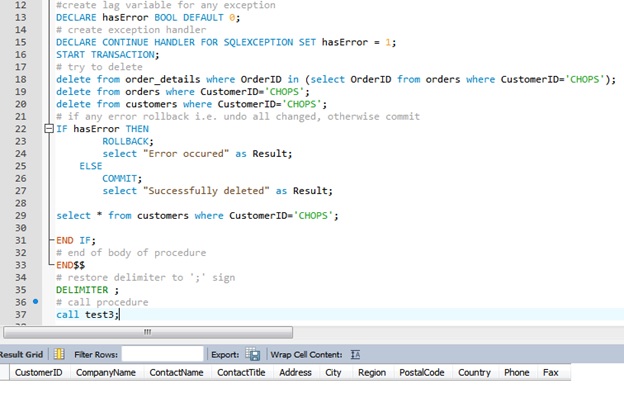 12 #create lag variable for any exception
13 DECLARE hasError BOOL DEFAULT 0;
14 # create exception handler
15 DECLARE CONTINUE HANDLER FOR SQLEXCEPTION SET hasError = 1;
16 START TRANSACTION;
17 # try to delete
18 delete from order_details where OrderID in (select OrderID from orders where CustomerID='CHOPS');
19 delete from orders where CustomerID='CHOPS';
20 delete from customers where CustomerID='CHOPS';
21 # if any error rollback i.e. undo all changed, otherwise commit
22 IF hasError THEN
23 ROLLBACK;
24 select "Error occured" as Result;
25 ELSE
26 COMMIT;
27 select "Successfully deleted" as Result;
28
29 select * from customers where CustomerID='CHOPS';
30
31 END IF;
32 # end of body of procedure
33 END$$
34 # restore delimiter to ';' sign
35 DELIMITER ;
36 # call procedure
37 call test3;
Result Grid Filter Rows: Export: Wrap Cell Content:
CustomerID CompanyName ContactName ContactTitle Address City Region PostalCode Country Phone Fax